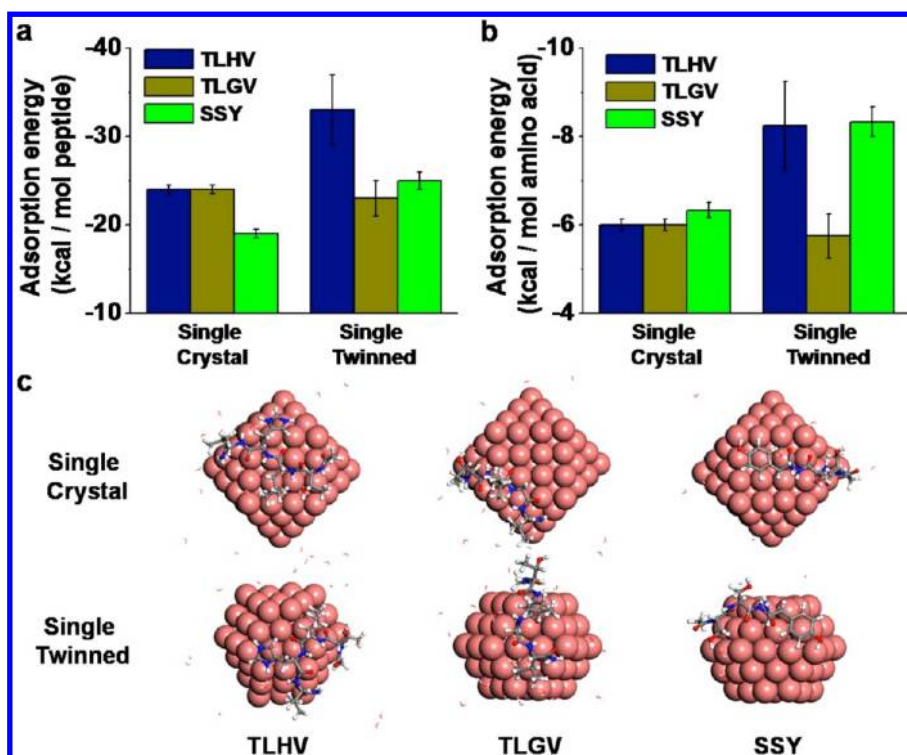 a
-40
-30
-20
-10
Adsorption energy
(kcal / mol peptide)
TLHV
TLGV
SSY
Single
Crystal
Single
Twinned
b
-10
-8
-6
-4
Adsorption energy
(kcal / mol amino acid)
TLHV
TLGV
SSY
Single
Crystal
Single
Twinned
c
Single
Crystal
Single
Twinned
TLHV
TLGV
SSY